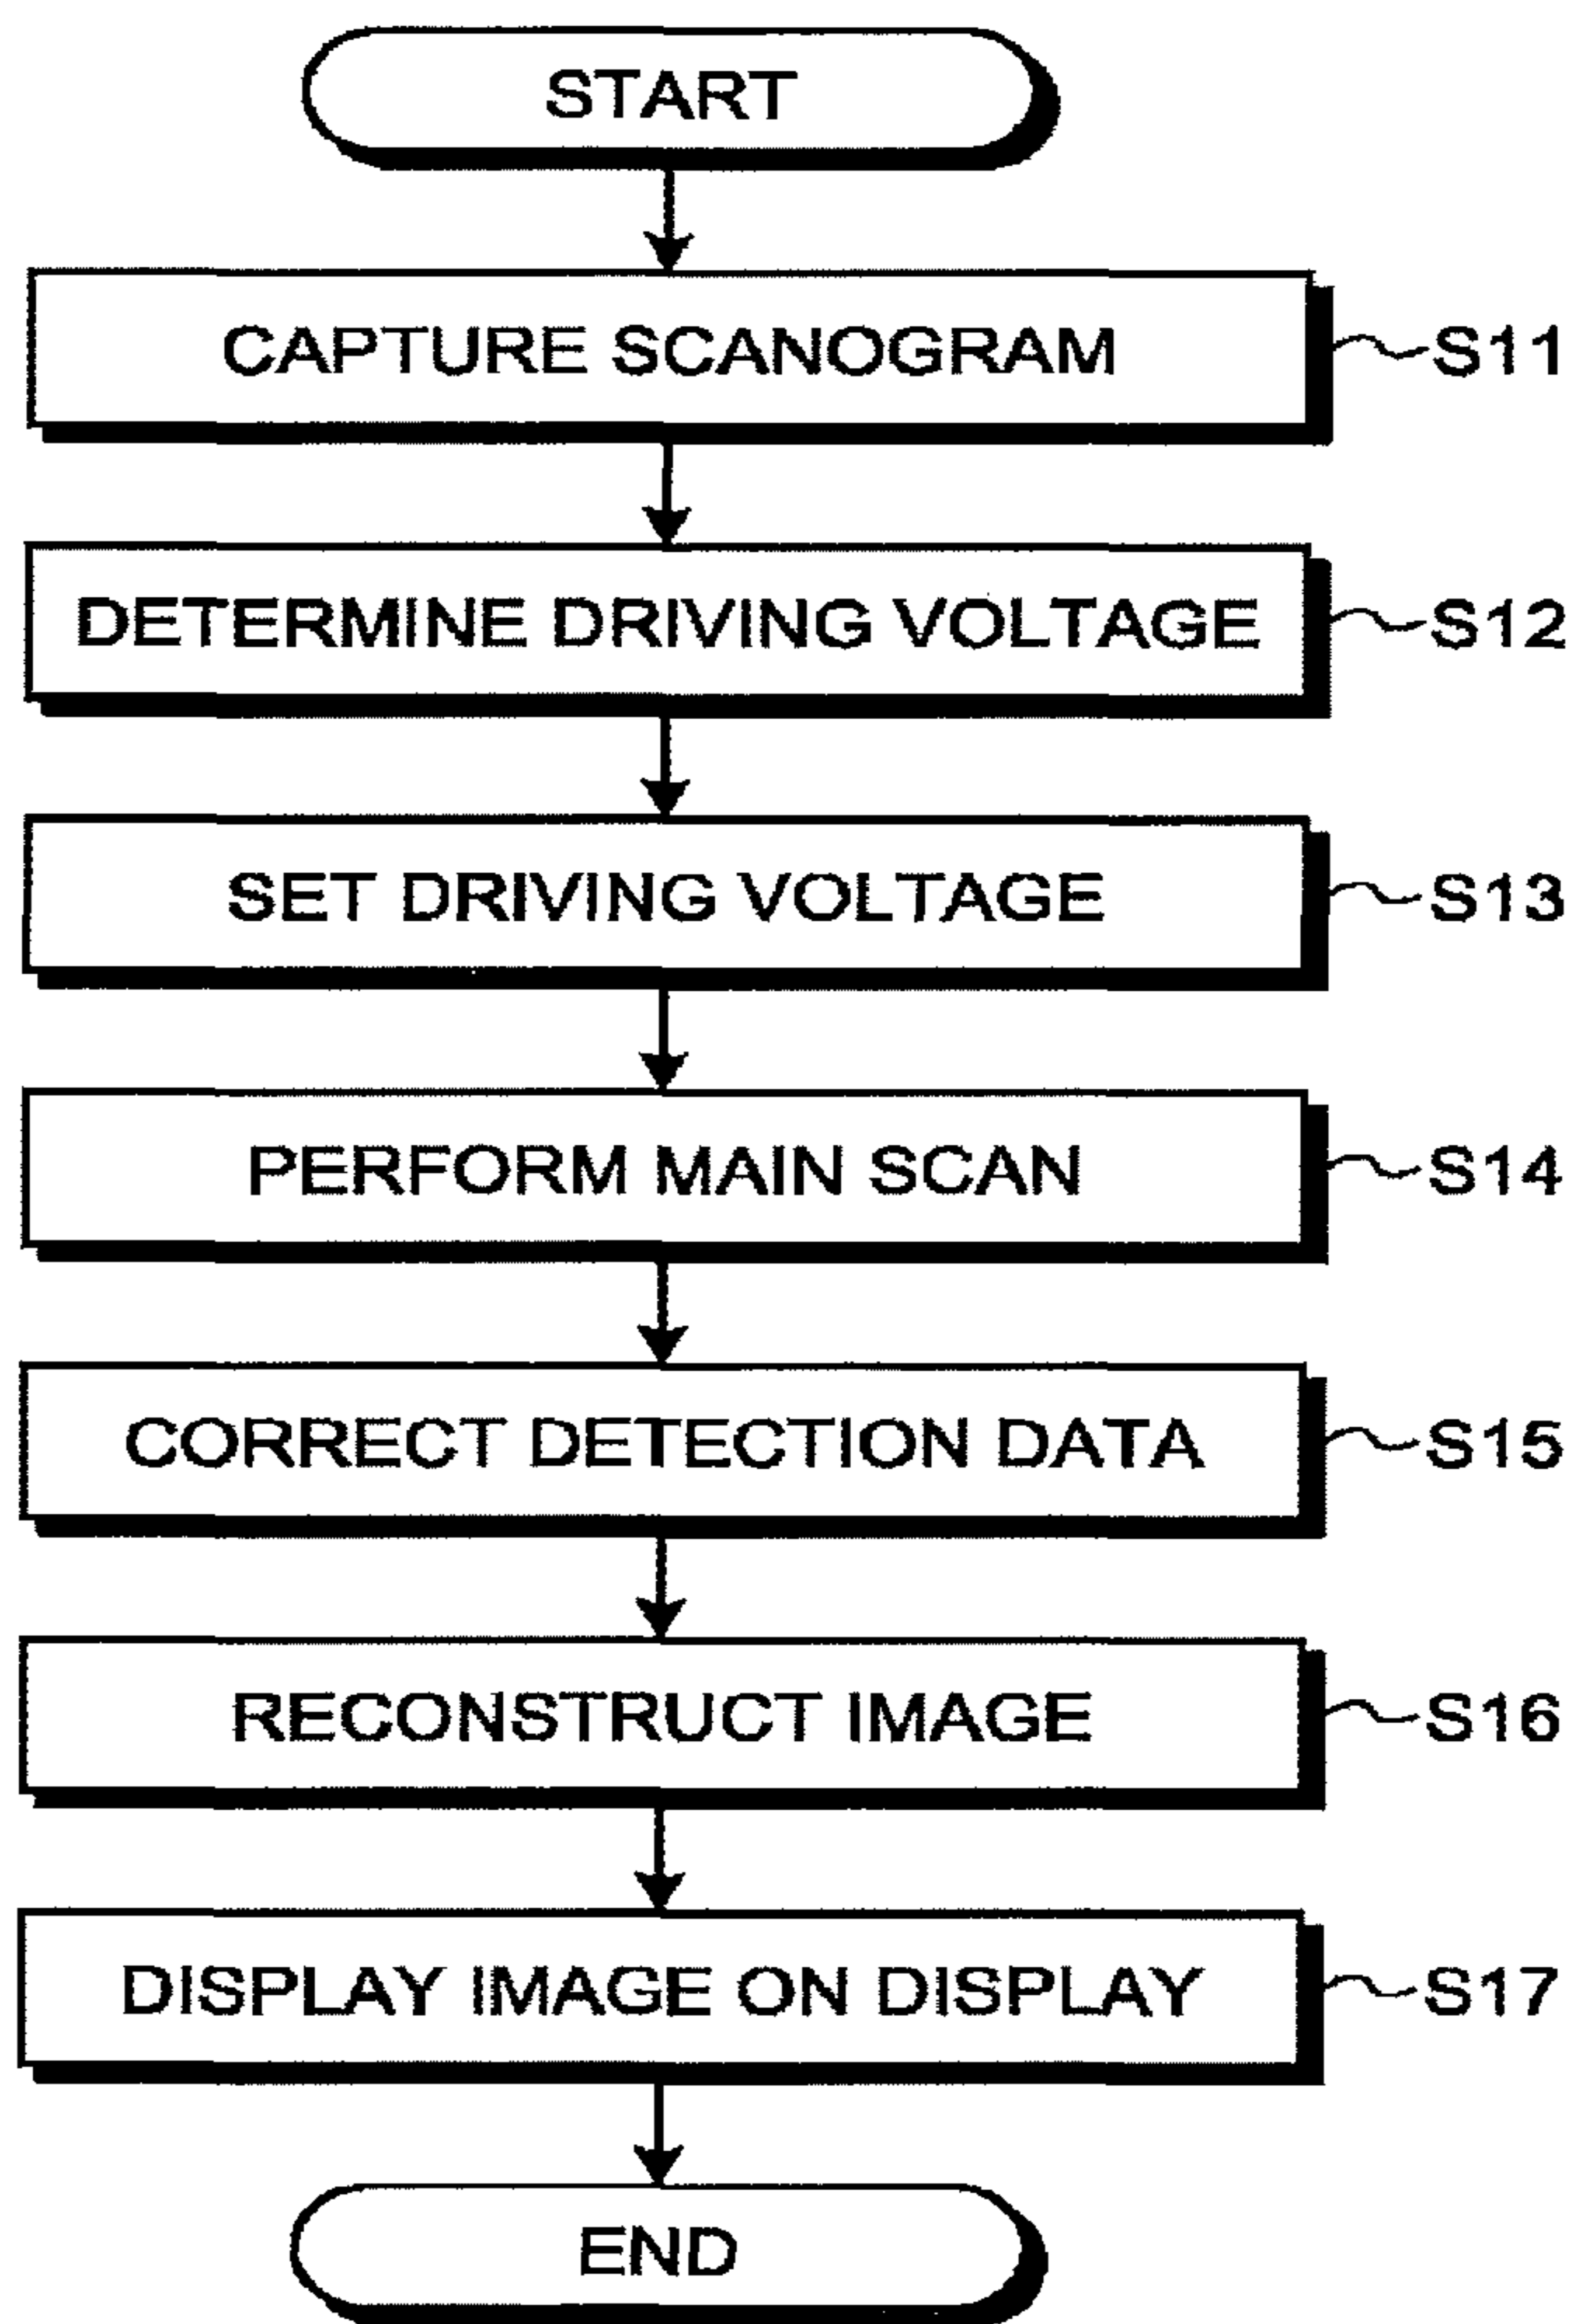 START
CAPTURE SCANOGRAM
S11
DETERMINE DRIVING VOLTAGE
S12
SET DRIVING VOLTAGE
S13
PERFORM MAIN SCAN
S14
CORRECT DETECTION DATA
S15
RECONSTRUCT IMAGE
S16
DISPLAY IMAGE ON DISPLAY
S17
END